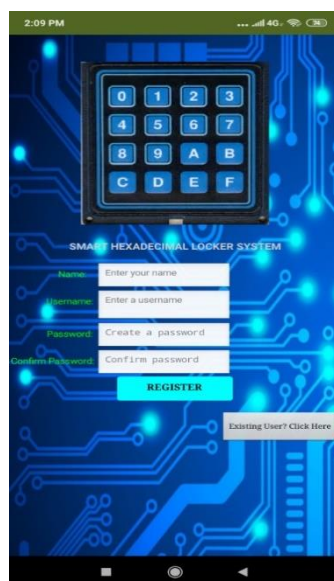 2:09 PM
4G
34
0 1 2 3
4 5 6 7
8 9 A B
C D E F
SMART HEXADECIMAL LOCKER SYSTEM
Name: Enter your name
Username: Enter a username
Password: Create a password
Confirm Password: Confirm password
REGISTER
Existing User? Click Here